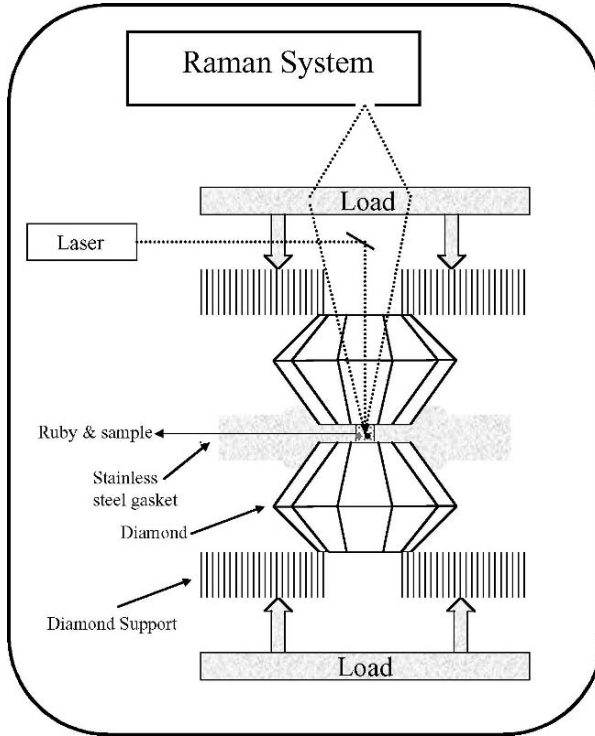 Raman System
Load
Laser
Ruby & sample
Stainless
steel gasket
Diamond
Diamond Support
Load